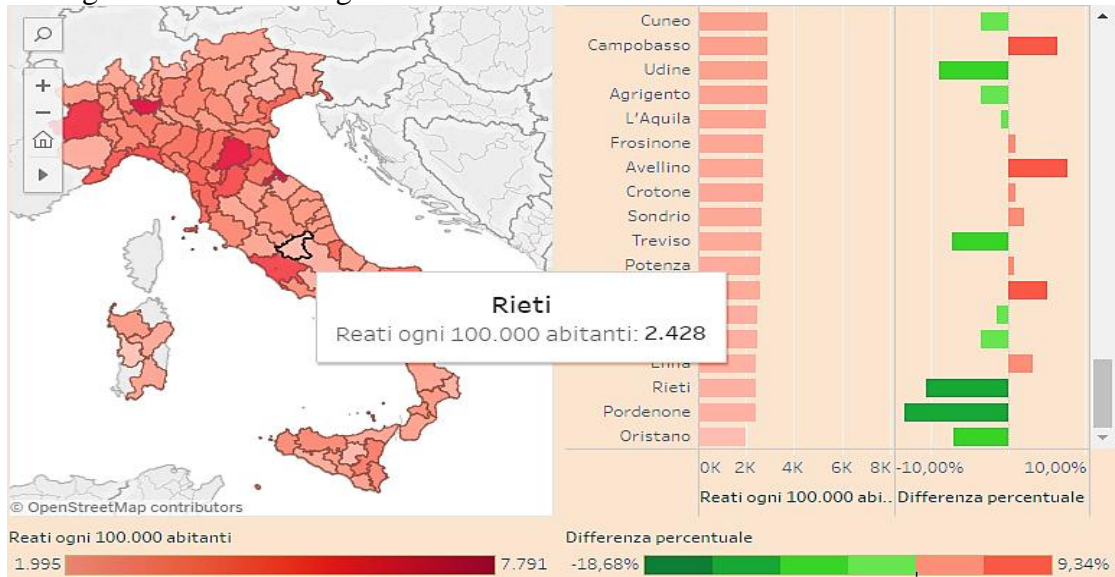 Cuneo
Campobasso
Udine
Agrigento
L'Aquila
Frosinone
Avellino
Crotone
Sondrio
Treviso
Potenza
Rieti
Reati ogni 100.000 abitanti: 2.428
Enna
Rieti
Pordenone
Oristano
0K 2K 4K 6K 8K -10,00% 10,00%
Reati ogni 100.000 abi.. Differenza percentuale
© OpenStreetMap contributors
Reati ogni 100.000 abitanti
1.995 7.791
Differenza percentuale
-18,68% 9,34%